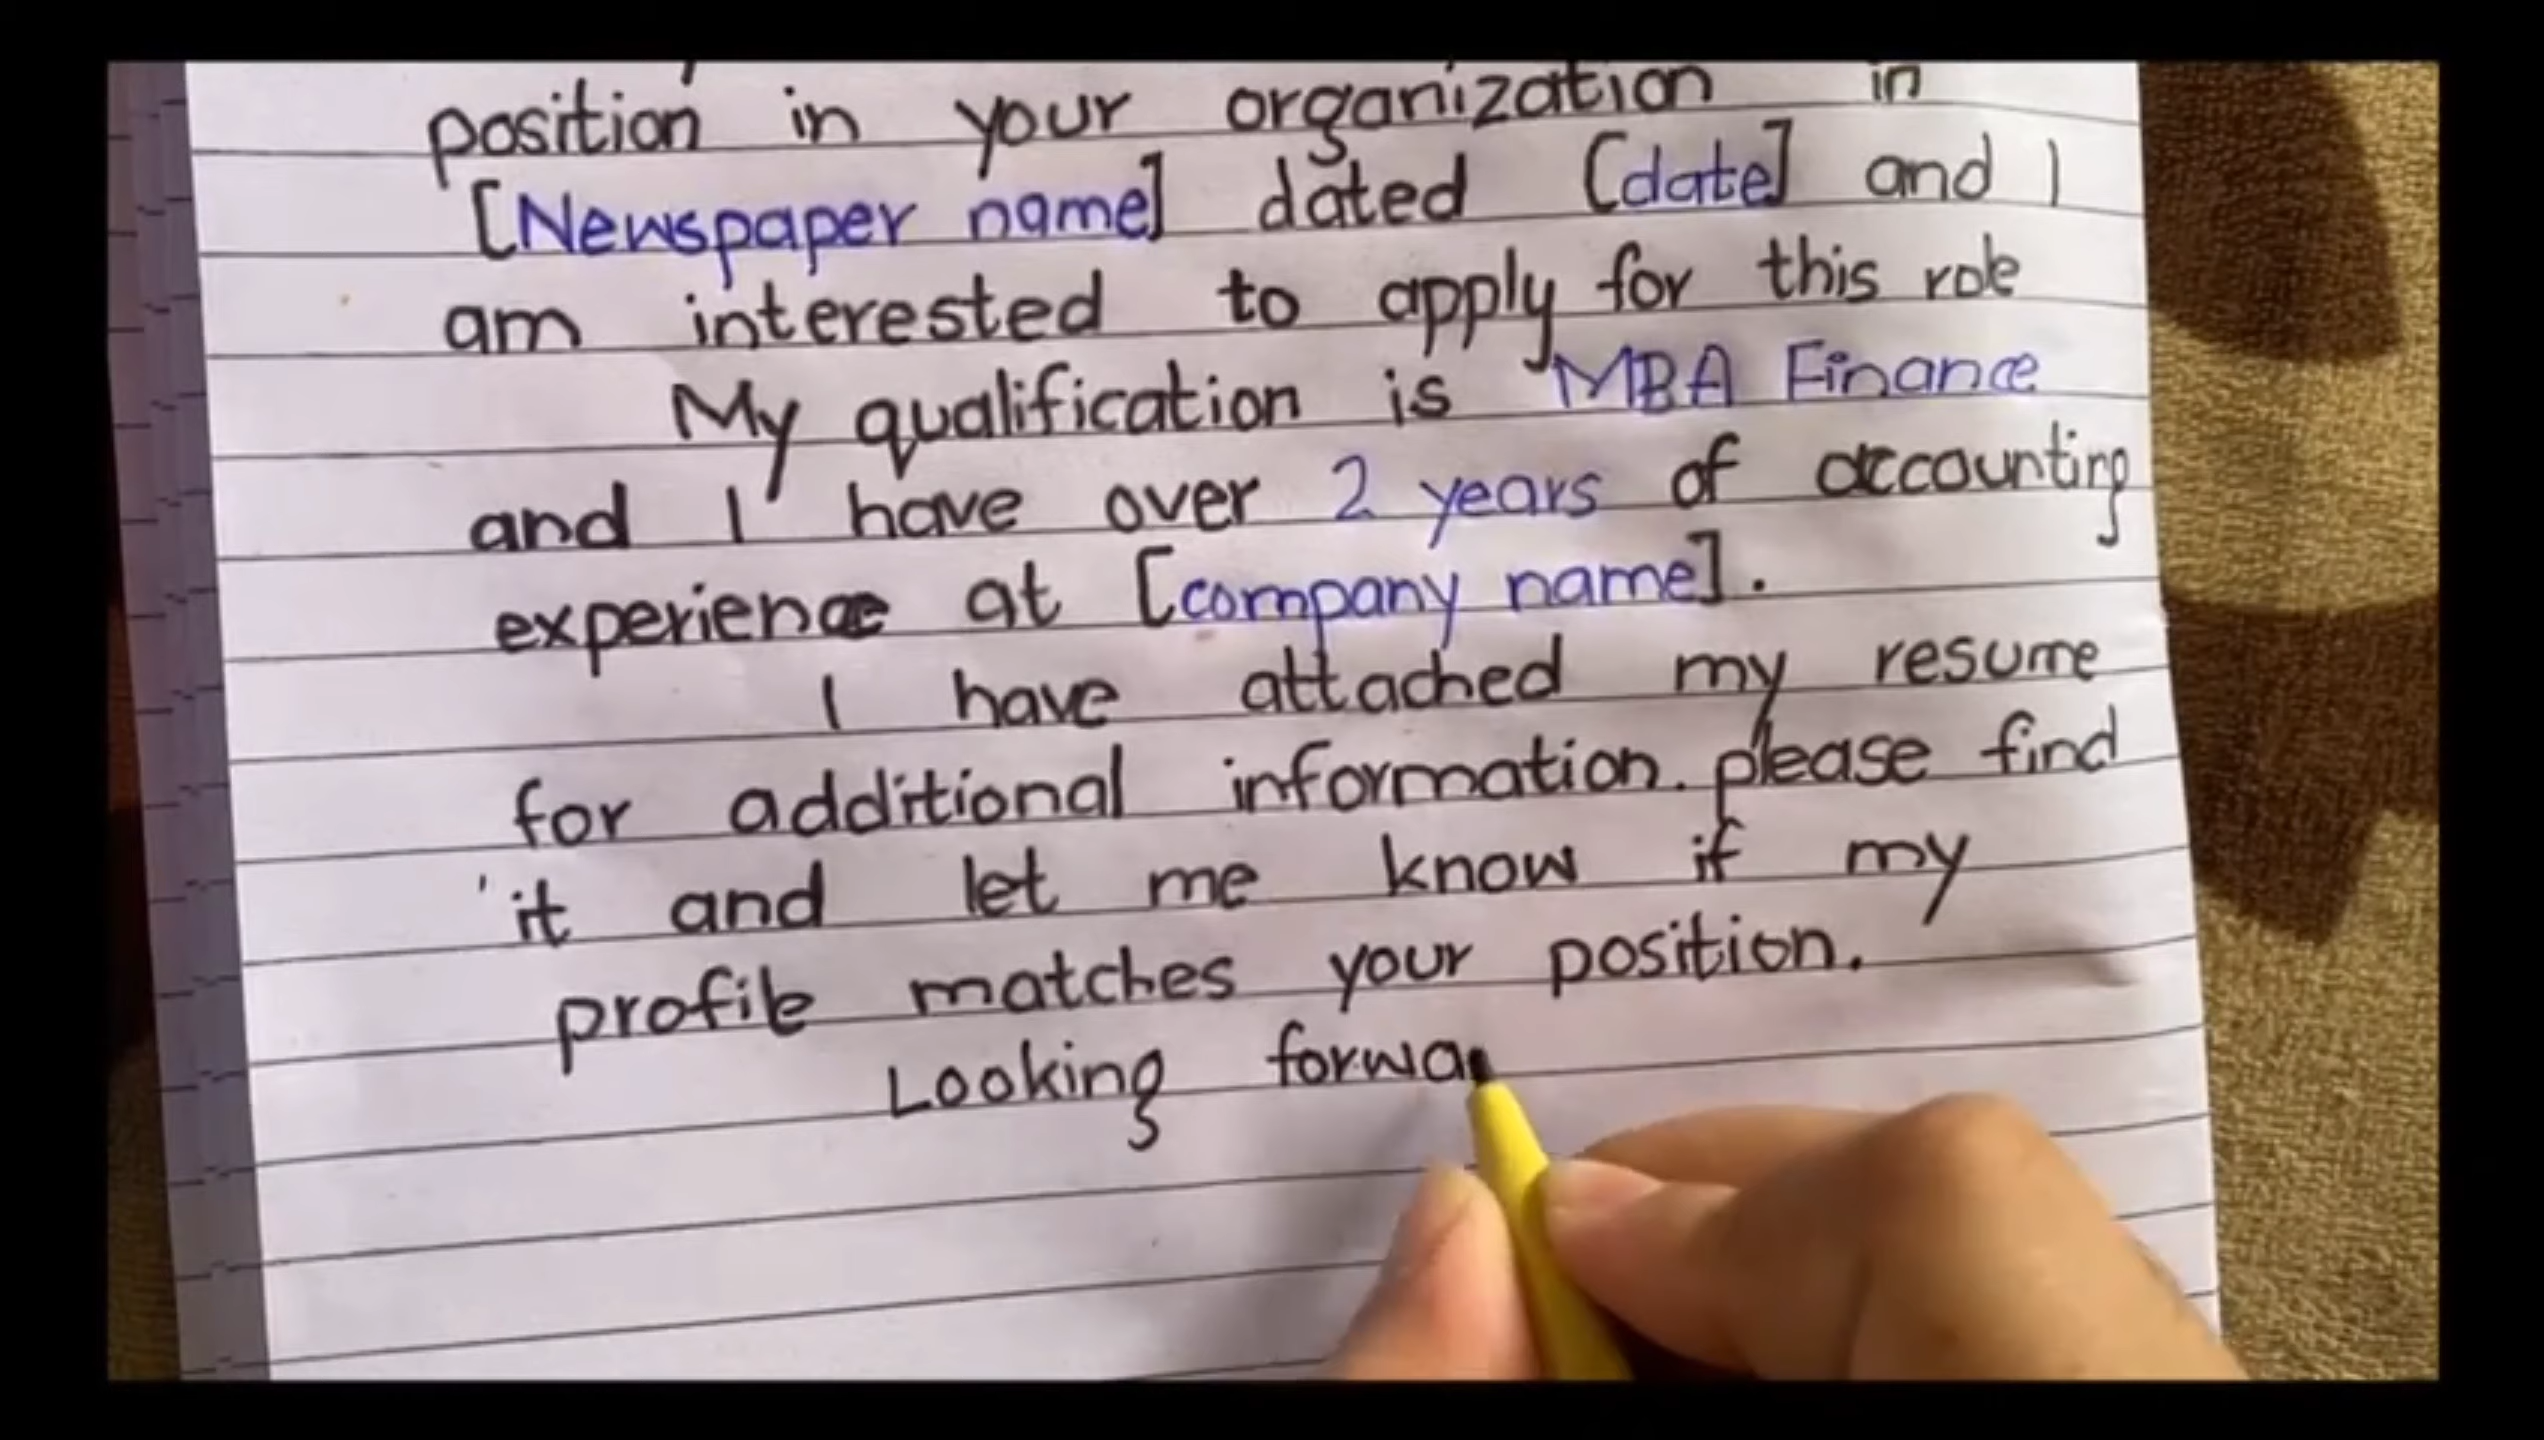 position in your organization in
[Newspaper name] dated [date] and I
am interested to apply for this role
My qualification is MBA Finance
and I have over 2 years of accounting
experience at [company name].
I have attached my resume
for additional information. please find
it and let me know if my
profile matches your position.
Looking forwa